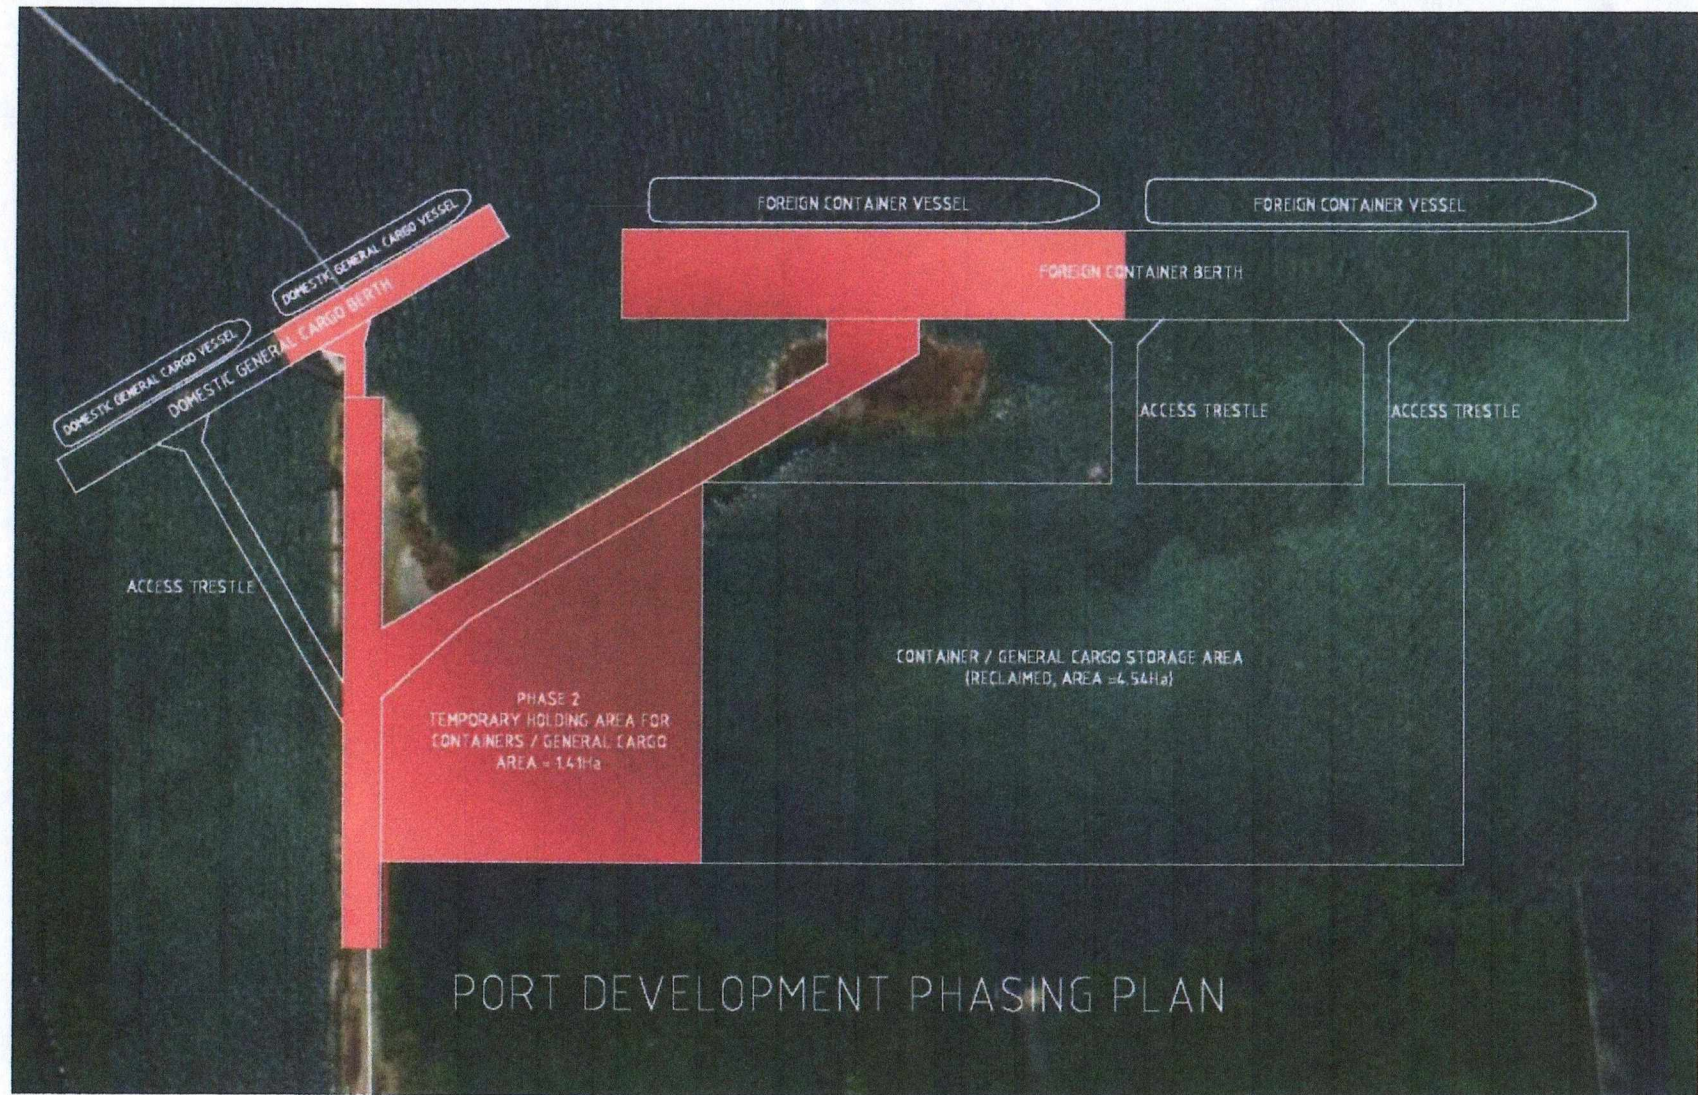 FOREIGN CONTAINER VESSEL
FOREIGN CONTAINER VESSEL
DOMESTIC GENERAL CARGO VESSEL
DOMESTIC GENERAL CARGO VESSEL
DOMESTIC GENERAL CARGO BERTH
FOREIGN CONTAINER BERTH
ACCESS TRESTLE
ACCESS TRESTLE
ACCESS TRESTLE
CONTAINER / GENERAL CARGO STORAGE AREA
(RECLAIMED, AREA =4.54Ha)
PHASE 2
TEMPORARY HOLDING AREA FOR
CONTAINERS / GENERAL CARGO
AREA = 1.41Ha
PORT DEVELOPMENT PHASING PLAN